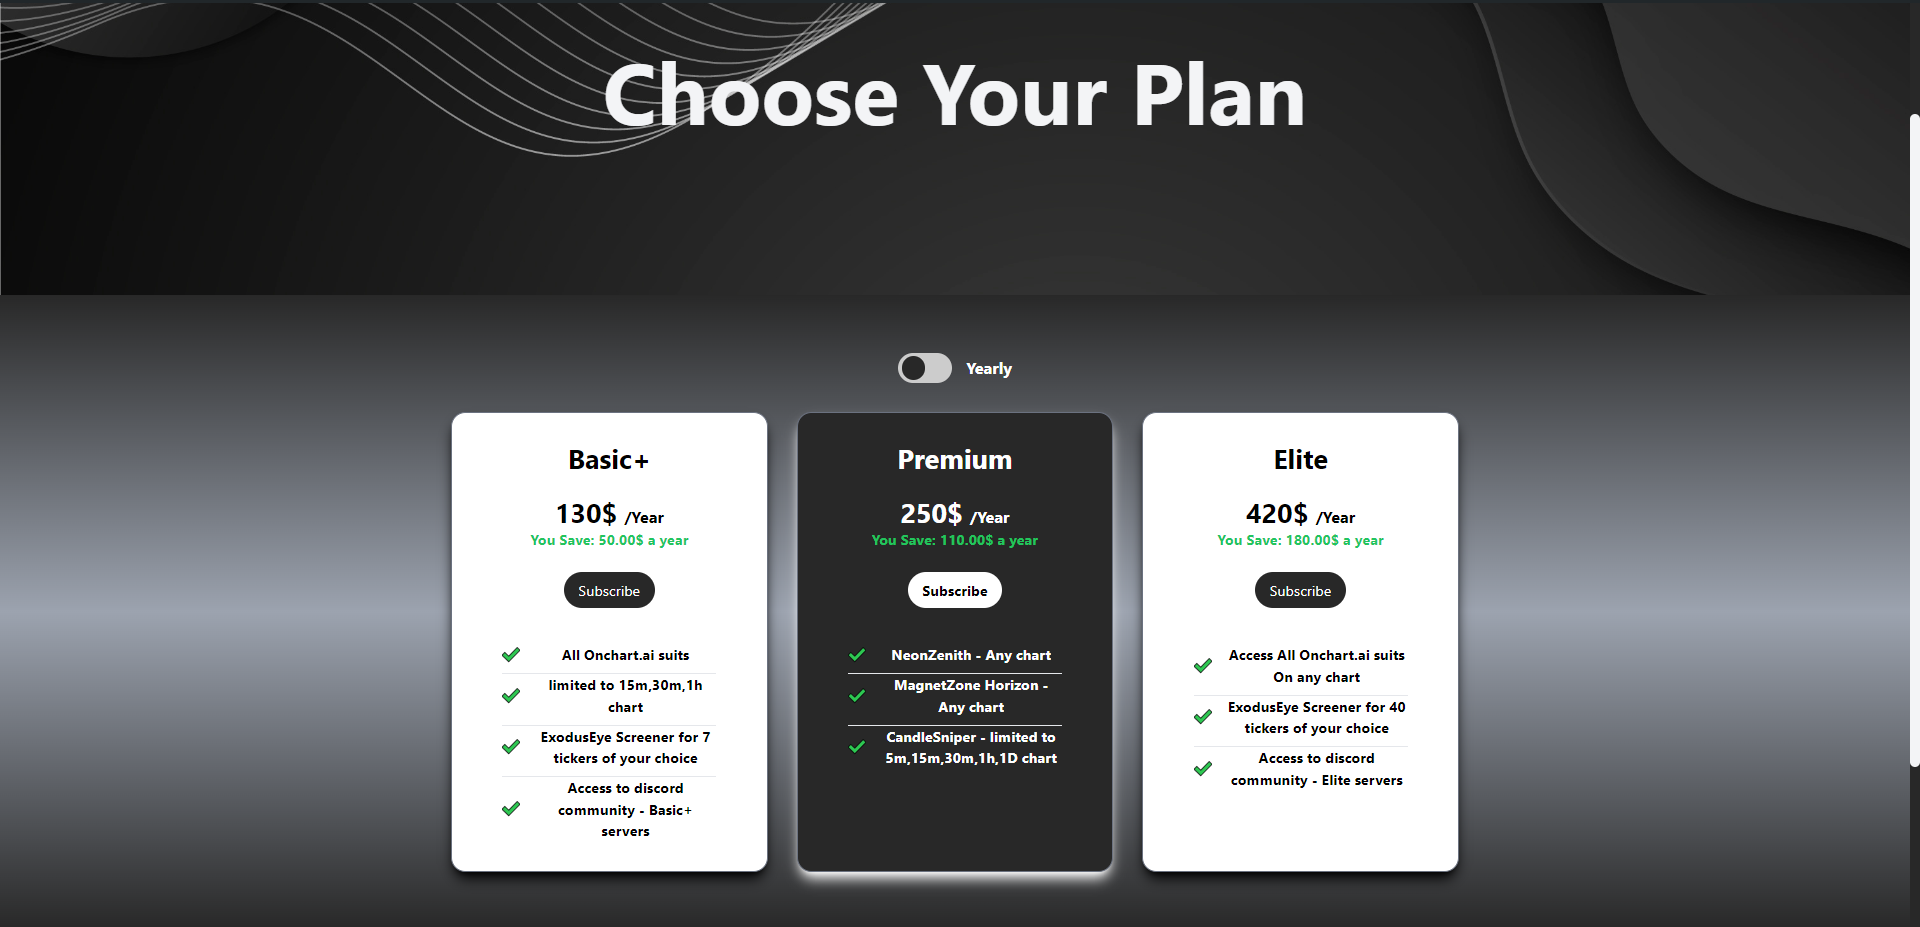 Choose Your Plan
Yearly
Basic+
130$ /Year
You Save: 50.00$ a year
Subscribe
All Onchart.ai suits
limited to 15m,30m,1h
chart
ExodusEye Screener for 7
tickers of your choice
Access to discord
community - Basic+
servers
Premium
250$ /Year
You Save: 110.00$ a year
Subscribe
NeonZenith - Any chart
MagnetZone Horizon -
Any chart
CandleSniper - limited to
5m,15m,30m,1h,1D chart
Elite
420$ /Year
You Save: 180.00$ a year
Subscribe
Access All Onchart.ai suits
On any chart
ExodusEye Screener for 40
tickers of your choice
Access to discord
community - Elite servers